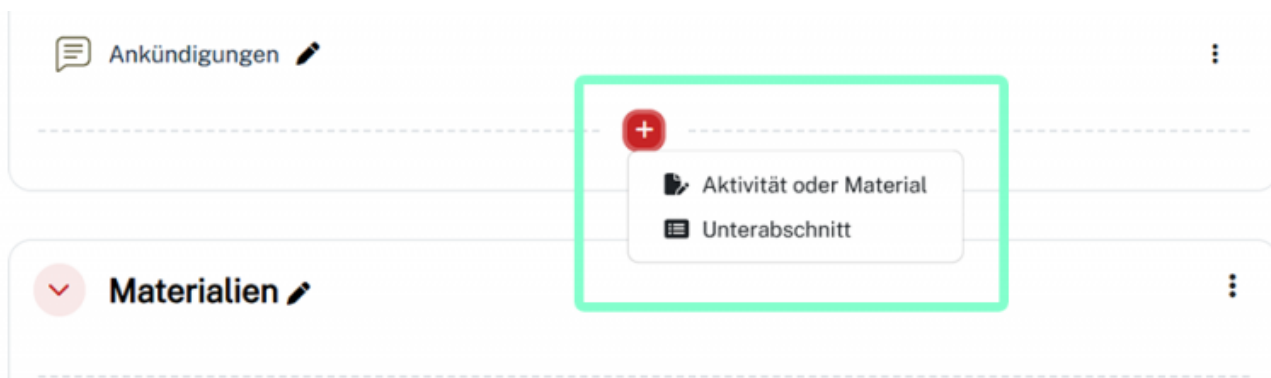 Ankündigungen
Aktivität oder Material
Unterabschnitt
Materialien